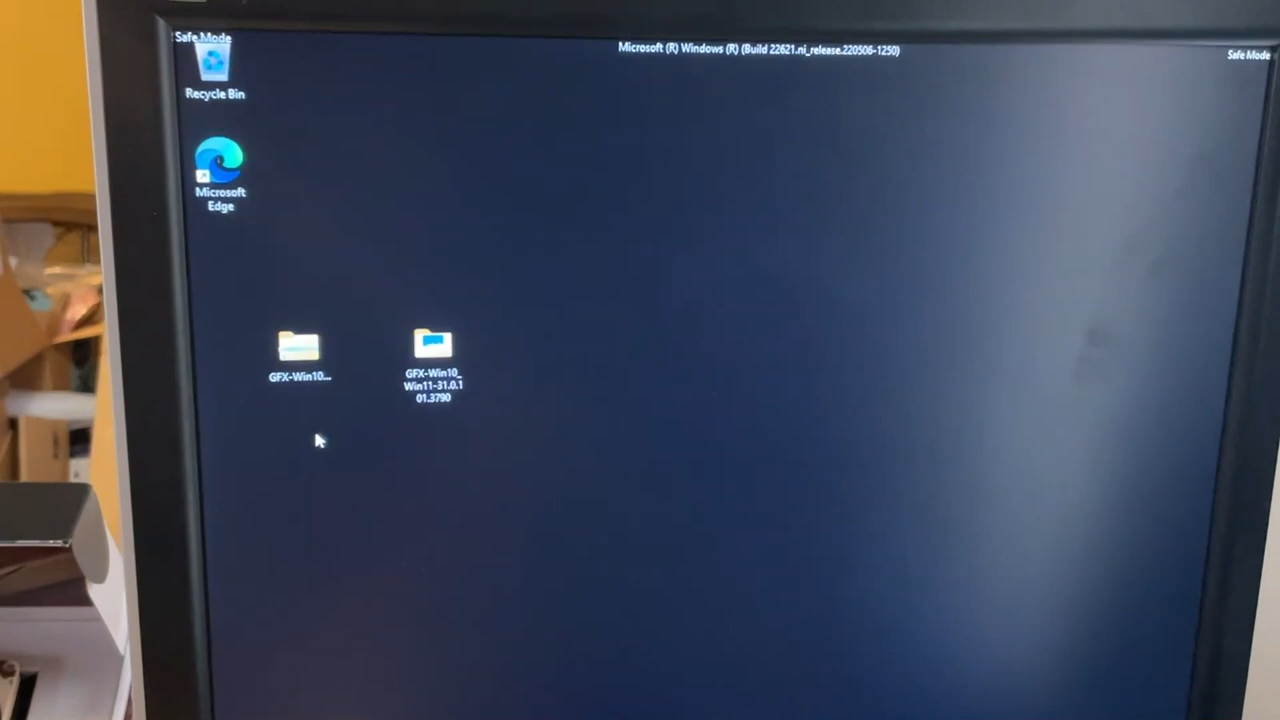 Safe Mode
Microsoft (R) Windows (R) (Build 22621.ni_release.220506-1250)
Safe Mode
Recycle Bin
Microsoft
Edge
GFX-Win10...
GFX-Win10_
Win11-31.0.1
01.3790